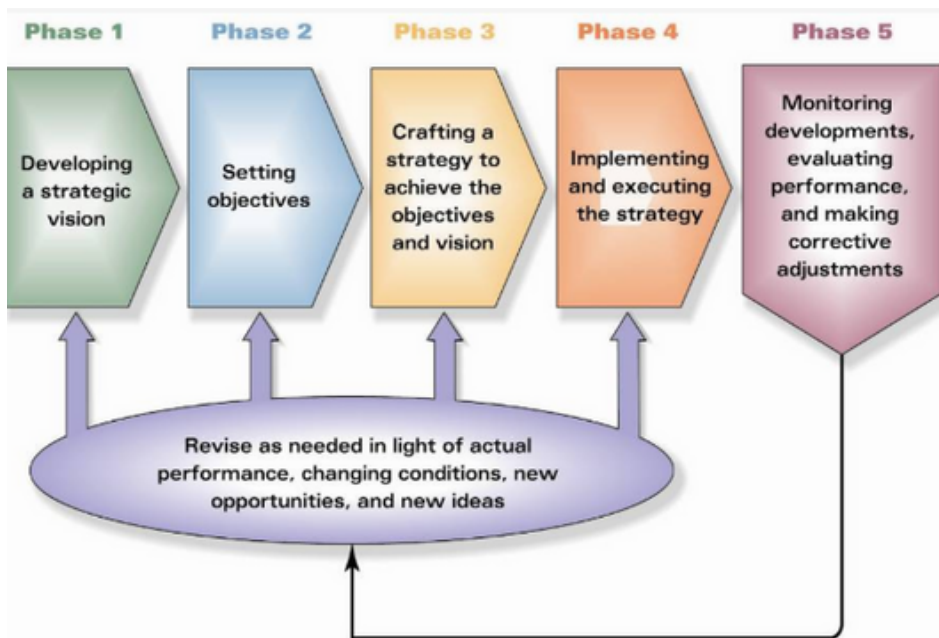 Phase 1
Phase 2
Phase 3
Phase 4
Phase 5
Developing
a strategic
vision
Setting
objectives
Crafting a
strategy to
achieve the
objectives
and vision
Implementing
and executing
the strategy
Monitoring
developments,
evaluating
performance,
and making
corrective
adjustments
Revise as needed in light of actual
performance, changing conditions, new
opportunities, and new ideas